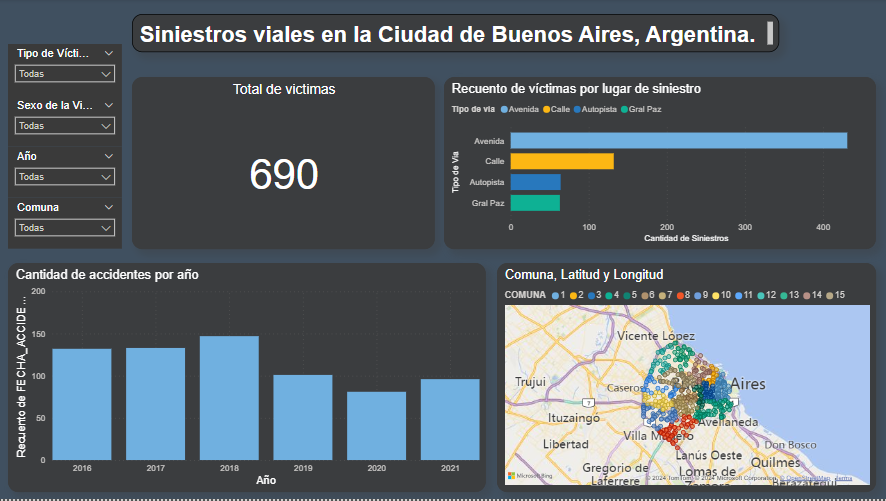 Siniestros viales en la Ciudad de Buenos Aires, Argentina.
Tipo de Vícti...
Todas
Sexo de la Vi...
Todas
Año
Todas
Comuna
Todas
Total de victimas
690
Recuento de víctimas por lugar de siniestro
Tipo de via Avenida Calle Autopista Gral Paz
Tipo de Via
Avenida
Calle
Autopista
Gral Paz
0 100 200 300 400
Cantidad de Siniestros
Cantidad de accidentes por año
Recuento de FECHA_ACCIDE ...
200
150
100
50
0
2016 2017 2018 2019 2020 2021
Año
Comuna, Latitud y Longitud
COMUNA 1 2 3 4 5 6 7 8 9 10 11 12 13 14 15
Vicente López
Trujui
Caseros
Aires
7
Ituzaingó
Avellaneda
Libertad
Don Bosco
Lanús Oeste
Quilmes
Gregorio de
Laferrere
Lomas de
Microsoft Bing
© 2024 TomTom, © 2024 Microsoft Corporation, © OpenStreetMap, Terms